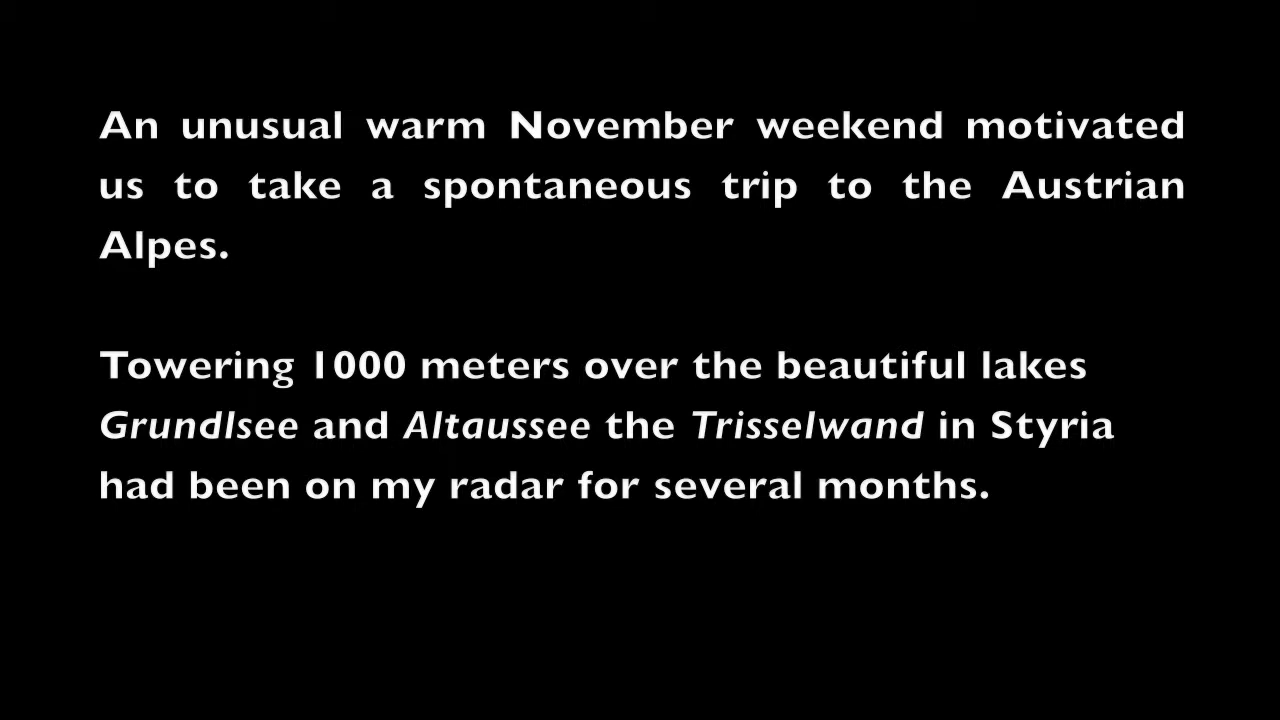 An unusual warm November weekend motivated
us to take a spontaneous trip to the Austrian
Alpes.
Towering 1000 meters over the beautiful lakes
Grundlsee and Altaussee the Trisselwand in Styria
had been on my radar for several months.